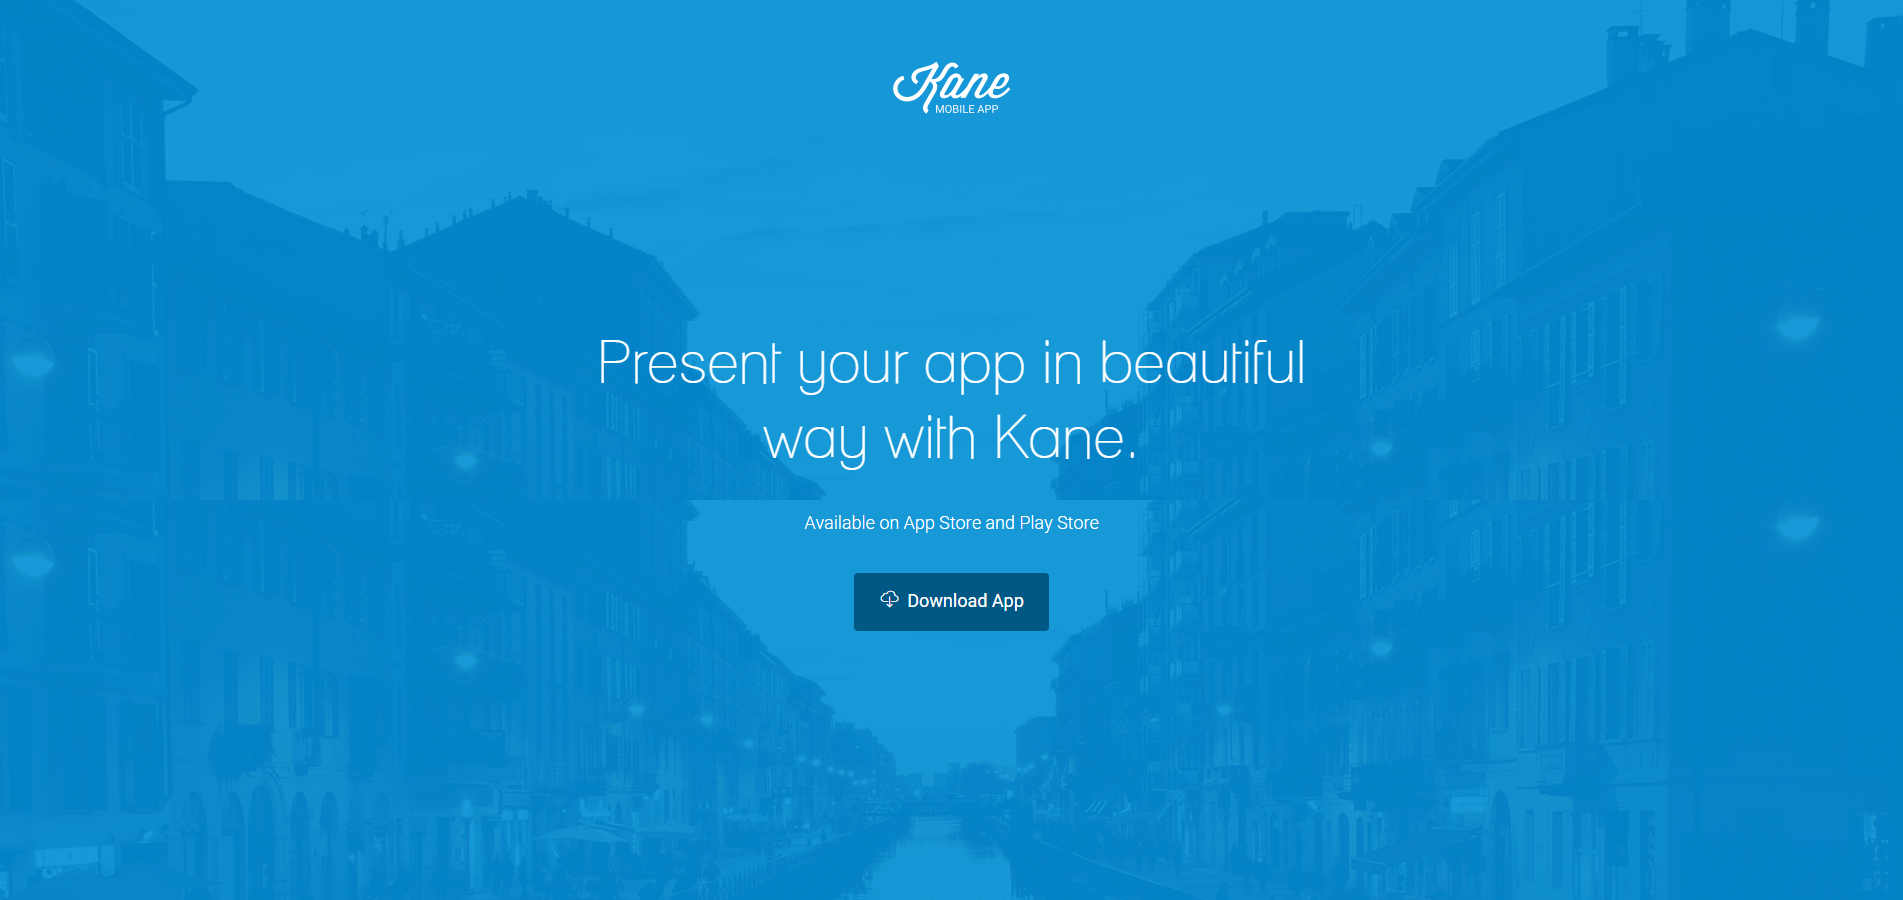 Kane
MOBILE APP
Present your app in beautiful
way with Kane.
Available on App Store and Play Store
Download App